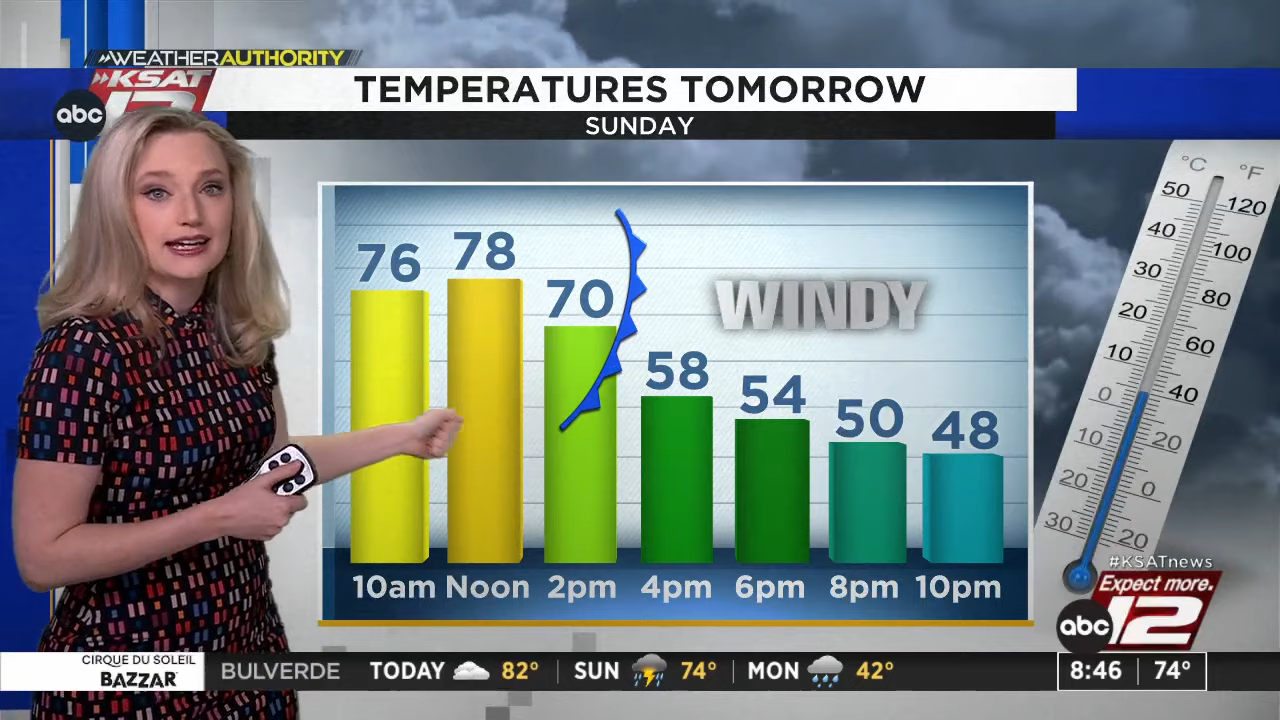 WEATHERAUTHORITY
KSAT
12
abc
TEMPERATURES TOMORROW
SUNDAY
°C °F
50 120
40 100
30 80
20 60
10 40
0 20
10 0
20 20
30
76 78 70 58 54 50 48
WINDY
10am Noon 2pm 4pm 6pm 8pm 10pm
#KSATnews
Expect more.
abc 12
CIRQUE DU SOLEIL
BAZZAR
BULVERDE TODAY 82° SUN 74° MON 42° 8:46 74°